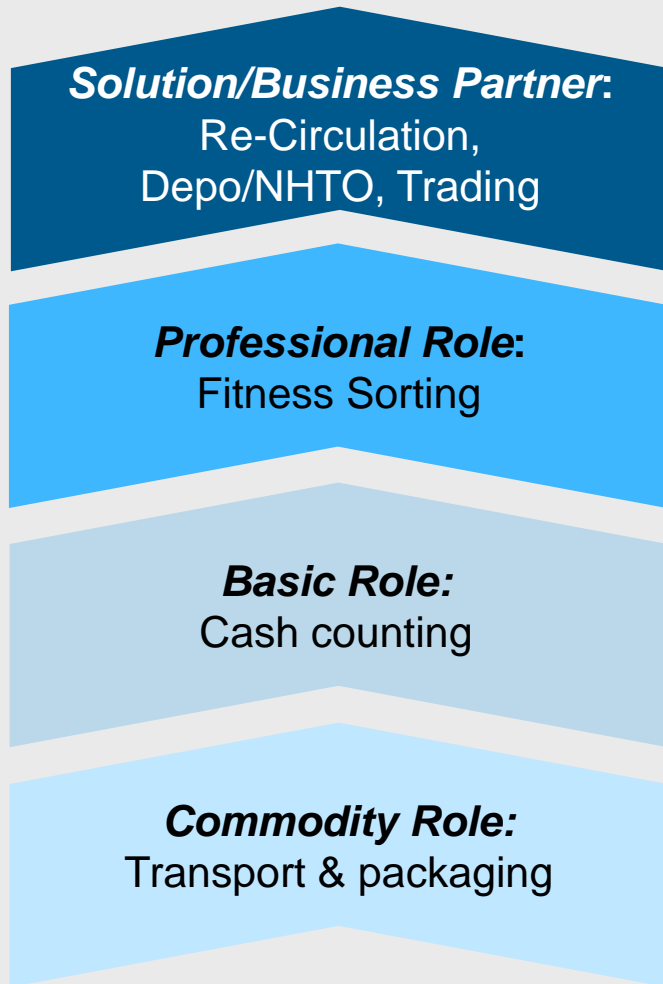 Solution/Business Partner:
Re-Circulation,
Depo/NHTO, Trading
Professional Role:
Fitness Sorting
Basic Role:
Cash counting
Commodity Role:
Transport & packaging